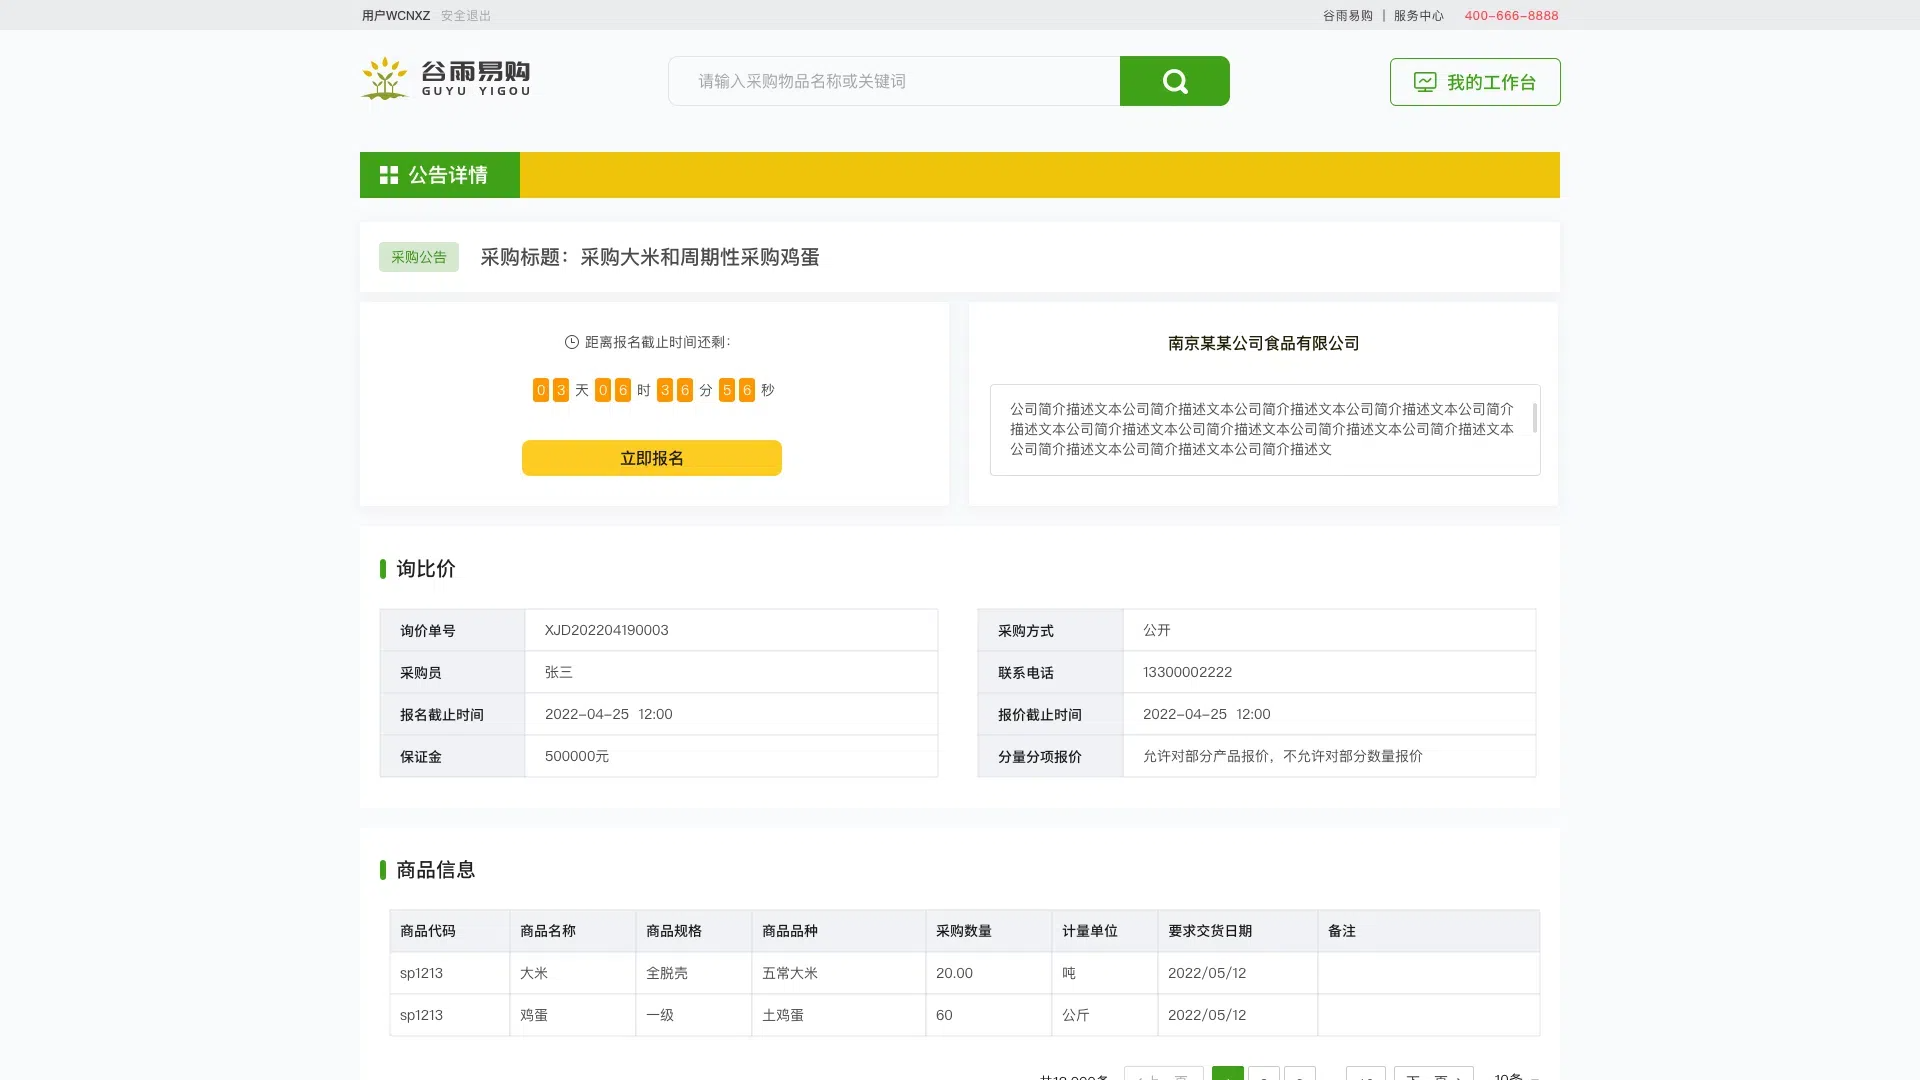 用户WCNXZ 安全退出 谷雨易购 | 服务中心 400-666-8888
谷雨易购
GUYU YIGOU
请输入采购物品名称或关键词
我的工作台
公告详情
采购公告 采购标题：采购大米和周期性采购鸡蛋
距离报名截止时间还剩：
03天06时36分56秒
立即报名
南京某某公司食品有限公司
公司简介描述文本公司简介描述文本公司简介描述文本公司简介描述文本公司简介
描述文本公司简介描述文本公司简介描述文本公司简介描述文本公司简介描述文本
公司简介描述文本公司简介描述文本公司简介描述文
询比价
询价单号 XJD202204190003 采购方式 公开
采购员 张三 联系电话 13300002222
报名截止时间 2022-04-25 12:00 报价截止时间 2022-04-25 12:00
保证金 500000元 分量分项报价 允许对部分产品报价，不允许对部分数量报价
商品信息
商品代码 商品名称 商品规格 商品品种 采购数量 计量单位 要求交货日期 备注
sp1213 大米 全脱壳 五常大米 20.00 吨 2022/05/12
sp1213 鸡蛋 一级 土鸡蛋 60 公斤 2022/05/12